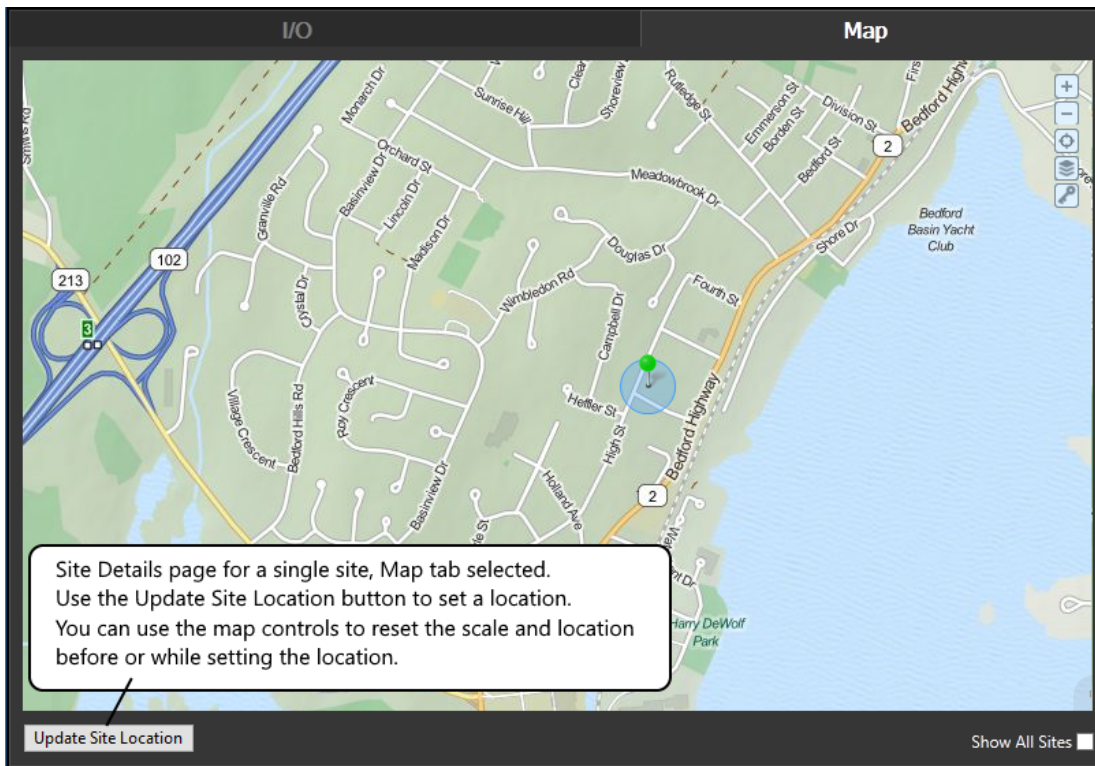 I/O
Map
Smiths Rd
Monarch Dr
Sunrise Hill
Shoreview
Rutledge St
Emmerson St
Borden St
Division St
First
Bedford Highway
2
Orchard St
Bedford St
Granville Rd
Basinview Dr
Lincoln Dr
Madison Dr
Meadowbrook Dr
Bedford
Basin Yacht
Club
Shore Dr
Douglas Dr
213
102
Wimbledon Rd
Fourth St
Crystal Dr
3
Campbell Dr
Village Crescent
Roy Crescent
Heffler St
Bedford Highway
Bedford Hills Rd
High St
Basinview Dr
Holland Ave
2
Harry DeWolf
Park
Site Details page for a single site, Map tab selected.
Use the Update Site Location button to set a location.
You can use the map controls to reset the scale and location
before or while setting the location.
Update Site Location
Show All Sites